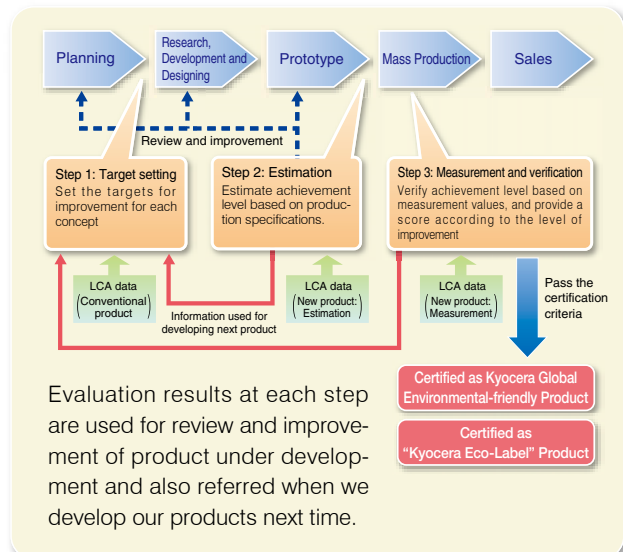 Planning
Research,
Development and
Designing
Prototype
Mass Production
Sales
Review and improvement
Step 1: Target setting
Set the targets for
improvement for each
concept
Step 2: Estimation
Estimate achievement
level based on produc-
tion specifications.
Step 3: Measurement and verification
Verify achievement level based on
measurement values, and provide a
score according to the level of
improvement
LCA data
(Conventional
product)
Information used for
developing next product
LCA data
(New product:
Estimation)
LCA data
(New product:
Measurement)
Pass the
certification
criteria
Certified as Kyocera Global
Environmental-friendly Product
Certified as
“Kyocera Eco-Label” Product
Evaluation results at each step
are used for review and improve-
ment of product under develop-
ment and also referred when we
develop our products next time.